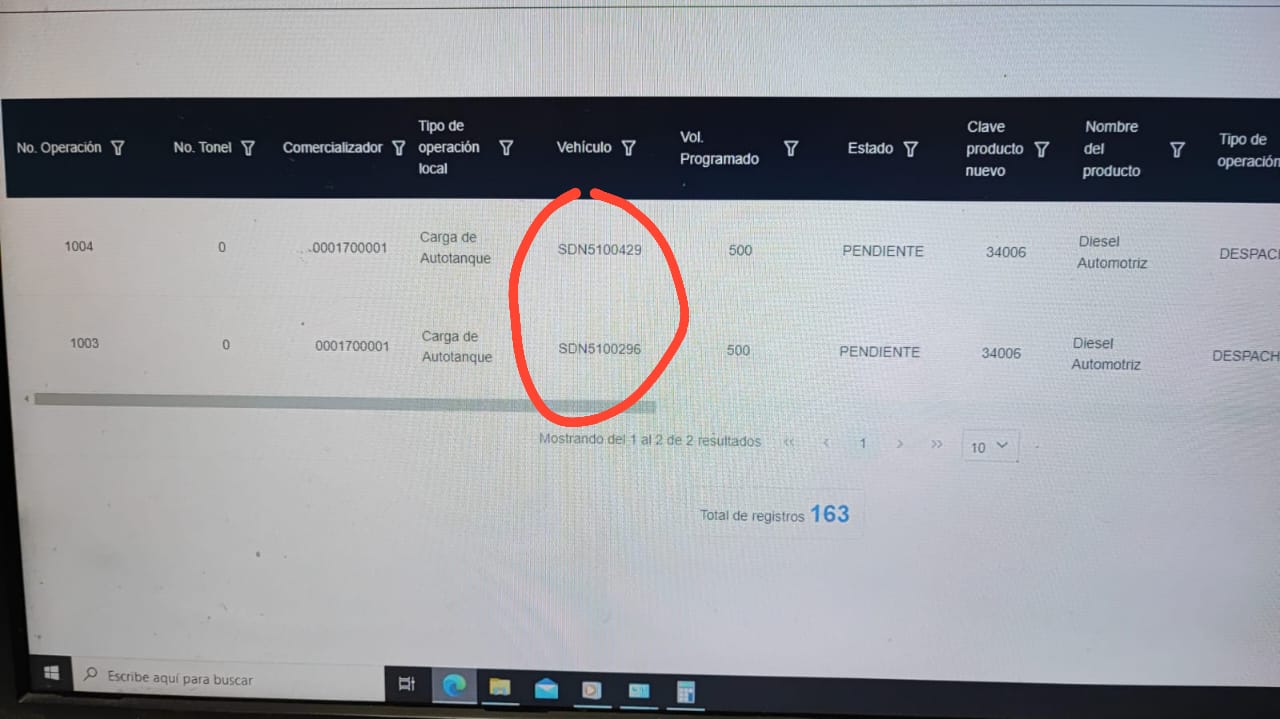 No. Operación
No. Tonel
Comercializador
Tipo de
operación
local
Vehículo
Vol.
Programado
Estado
Clave
producto
nuevo
Nombre
del
producto
Tipo de
operación
1004
0
0001700001
Carga de
Autotanque
SDN5100429
500
PENDIENTE
34006
Diesel
Automotriz
DESPAC
1003
0
0001700001
Carga de
Autotanque
SDN5100296
500
PENDIENTE
34006
Diesel
Automotriz
DESPACH
Mostrando del 1 al 2 de 2 resultados
<< < 1 > >>
10
Total de registros 163
Escribe aquí para buscar